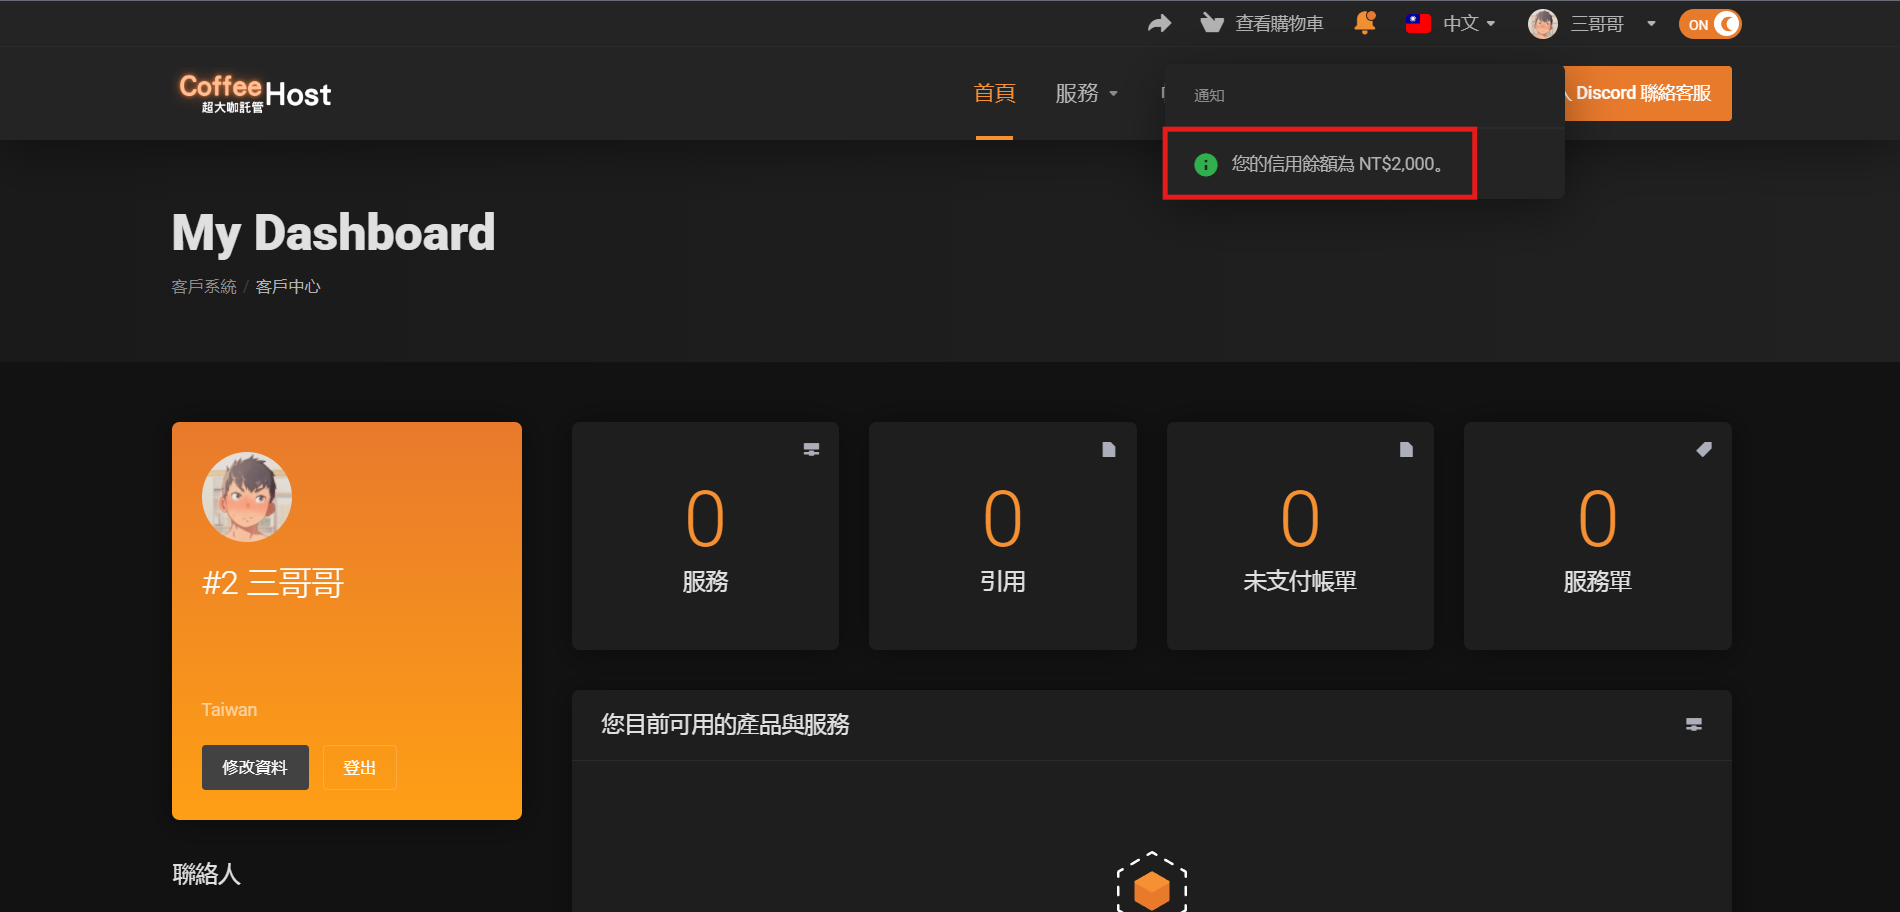 查看購物車
中文
三哥哥
ON
Coffee Host
超大咖託管
首頁
服務
通知
Discord 聯絡客服
您的信用餘額為 NT$2,000。
My Dashboard
客戶系統 / 客戶中心
#2 三哥哥
Taiwan
修改資料
登出
0
服務
0
引用
0
未支付帳單
0
服務單
您目前可用的產品與服務
聯絡人